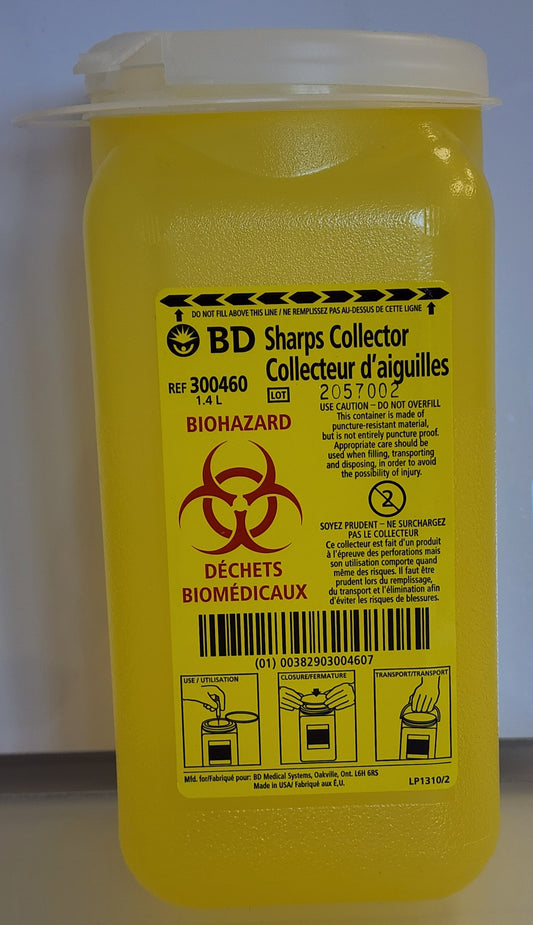 DO NOT FILL ABOVE THIS LINE / NE REMPLISSEZ PAS AU-DESSUS DE CETTE LIGNE
BD Sharps Collector
Collecteur d'aiguilles
REF 300460
1.4 L
LOT 2057002
BIOHAZARD
USE CAUTION – DO NOT OVERFILL
This container is made of
puncture-resistant material,
but is not entirely puncture proof.
Appropriate care should be
used when filling, transporting
and disposing, in order to avoid
the possibility of injury.
2
SOYEZ PRUDENT – NE SURCHARGEZ
PAS LE COLLECTEUR
Ce collecteur est fait d'un produit
à l'épreuve des perforations mais
son utilisation comporte quand
même des risques. Il faut être
prudent lors du remplissage,
du transport et l'élimination afin
d'éviter les risques de blessures.
DÉCHETS
BIOMÉDICAUX
(01) 00382903004607
USE / UTILISATION
CLOSURE/FERMATURE
TRANSPORT/TRANSPORT
Mfd. for/Fabriqué pour: BD Medical Systems, Oakville, Ont. L6H 6R5
Made in USA/ Fabriqué aux É,U.
LP1310/2